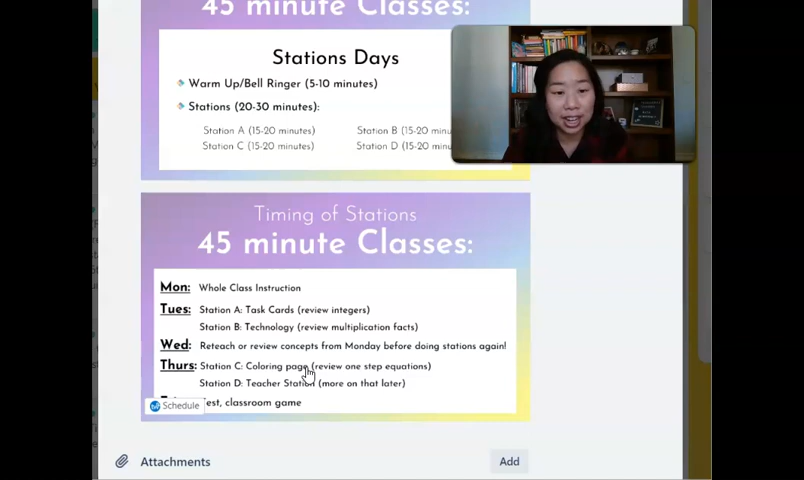 45 minute Classes:
Stations Days
Warm Up/Bell Ringer (5-10 minutes)
Stations (20-30 minutes):
Station A (15-20 minutes)
Station B (15-20 minu
Station C (15-20 minutes)
Station D (15-20 minu
Timing of Stations
45 minute Classes:
Mon: Whole Class Instruction
Tues: Station A: Task Cards (review integers)
Station B: Technology (review multiplication facts)
Wed: Reteach or review concepts from Monday before doing stations again!
Thurs: Station C: Coloring page (review one step equations)
Station D: Teacher Station (more on that later)
est, classroom game
Schedule
Attachments
Add